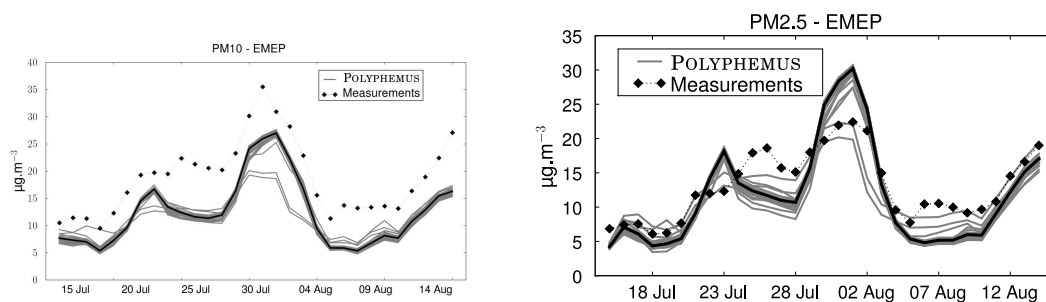 PM10 - EMEP
40
35
30
25
20
15
10
5
0
µg.m−3
POLYPHEMUS
Measurements
15 Jul 20 Jul 25 Jul 30 Jul 04 Aug 09 Aug 14 Aug
PM2.5 - EMEP
35
30
25
20
15
10
5
0
µg.m−3
POLYPHEMUS
Measurements
18 Jul 23 Jul 28 Jul 02 Aug 07 Aug 12 Aug